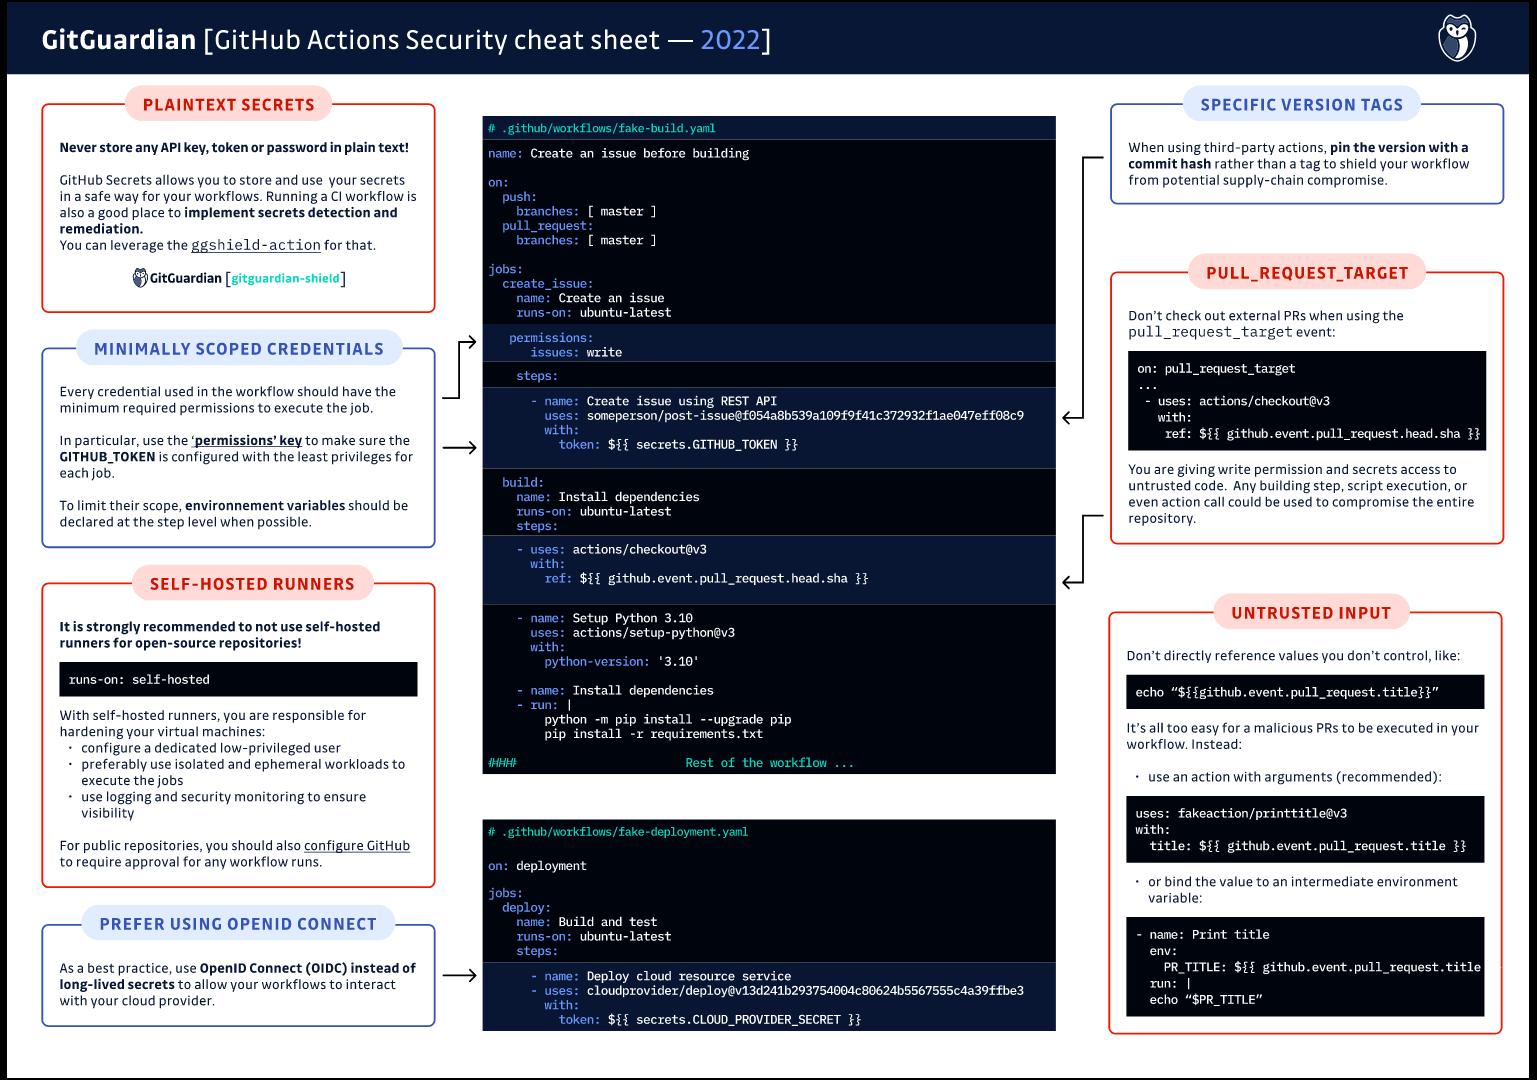 GitGuardian [GitHub Actions Security cheat sheet — 2022]
PLAINTEXT SECRETS
Never store any API key, token or password in plain text!
GitHub Secrets allows you to store and use your secrets
in a safe way for your workflows. Running a CI workflow is
also a good place to implement secrets detection and
remediation.
You can leverage the ggshield-action for that.
GitGuardian [gitguardian-shield]
MINIMALLY SCOPED CREDENTIALS
Every credential used in the workflow should have the
minimum required permissions to execute the job.
In particular, use the ‘permissions’ key to make sure the
GITHUB_TOKEN is configured with the least privileges for
each job.
To limit their scope, environnement variables should be
declared at the step level when possible.
SELF-HOSTED RUNNERS
It is strongly recommended to not use self-hosted
runners for open-source repositories!
runs-on: self-hosted
With self-hosted runners, you are responsible for
hardening your virtual machines:
· configure a dedicated low-privileged user
· preferably use isolated and ephemeral workloads to
execute the jobs
· use logging and security monitoring to ensure
visibility
For public repositories, you should also configure GitHub
to require approval for any workflow runs.
PREFER USING OPENID CONNECT
As a best practice, use OpenID Connect (OIDC) instead of
long-lived secrets to allow your workflows to interact
with your cloud provider.
# .github/workflows/fake-build.yaml
name: Create an issue before building
on:
push:
branches: [ master ]
pull_request:
branches: [ master ]
jobs:
create_issue:
name: Create an issue
runs-on: ubuntu-latest
permissions:
issues: write
steps:
- name: Create issue using REST API
uses: someperson/post-issue@f054a8b539a109f9f41c372932f1ae047eff08c9
with:
token: ${{ secrets.GITHUB_TOKEN }}
build:
name: Install dependencies
runs-on: ubuntu-latest
steps:
- uses: actions/checkout@v3
with:
ref: ${{ github.event.pull_request.head.sha }}
- name: Setup Python 3.10
uses: actions/setup-python@v3
with:
python-version: '3.10'
- name: Install dependencies
- run: |
python -m pip install --upgrade pip
pip install -r requirements.txt
#### Rest of the workflow ...
# .github/workflows/fake-deployment.yaml
on: deployment
jobs:
deploy:
name: Build and test
runs-on: ubuntu-latest
steps:
- name: Deploy cloud resource service
- uses: cloudprovider/deploy@v13d241b293754004c80624b5567555c4a39ffbe3
with:
token: ${{ secrets.CLOUD_PROVIDER_SECRET }}
SPECIFIC VERSION TAGS
When using third-party actions, pin the version with a
commit hash rather than a tag to shield your workflow
from potential supply-chain compromise.
PULL_REQUEST_TARGET
Don’t check out external PRs when using the
pull_request_target event:
on: pull_request_target
...
- uses: actions/checkout@v3
with:
ref: ${{ github.event.pull_request.head.sha }}
You are giving write permission and secrets access to
untrusted code. Any building step, script execution, or
even action call could be used to compromise the entire
repository.
UNTRUSTED INPUT
Don’t directly reference values you don’t control, like:
echo “${{github.event.pull_request.title}}”
It’s all too easy for a malicious PRs to be executed in your
workflow. Instead:
· use an action with arguments (recommended):
uses: fakeaction/printtitle@v3
with:
title: ${{ github.event.pull_request.title }}
· or bind the value to an intermediate environment
variable:
- name: Print title
env:
PR_TITLE: ${{ github.event.pull_request.title
run: |
echo “$PR_TITLE”